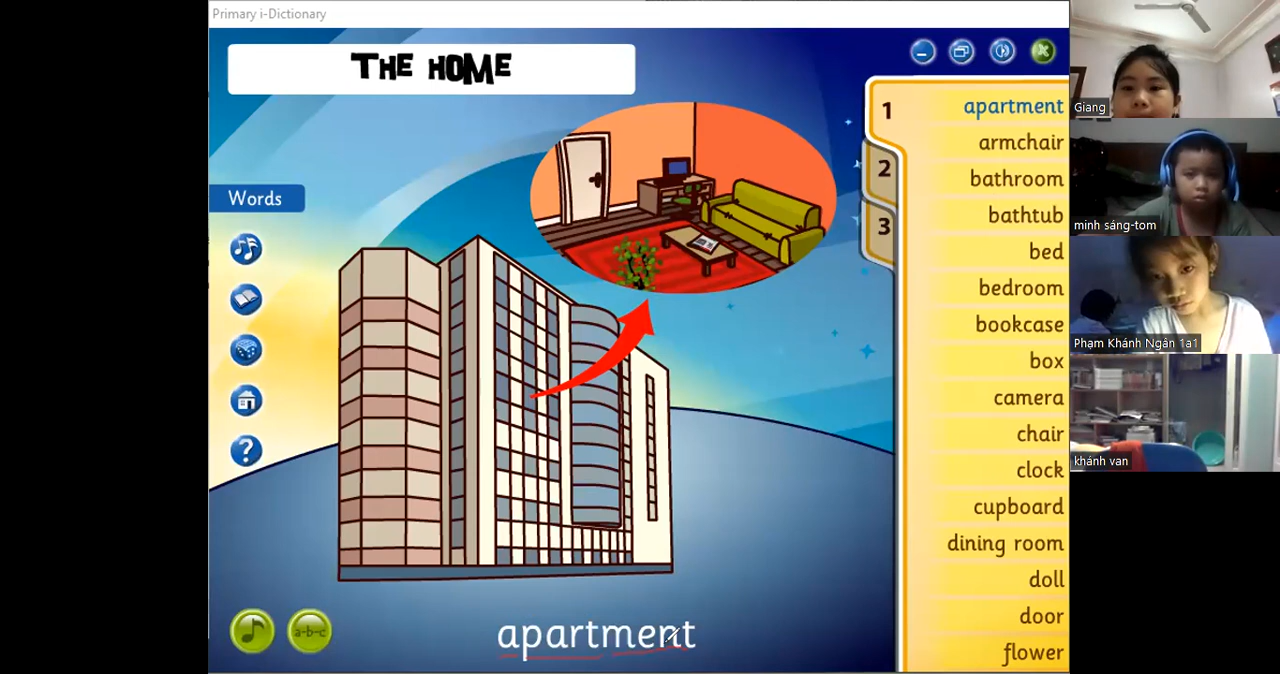 Primary i-Dictionary
THE HOME
Words
1
2
3
apartment
armchair
bathroom
bathtub
bed
bedroom
bookcase
box
camera
chair
clock
cupboard
dining room
doll
door
flower
a-b-c
apartment
Giang
minh sáng-tom
Phạm Khánh Ngân 1a1
khánh van